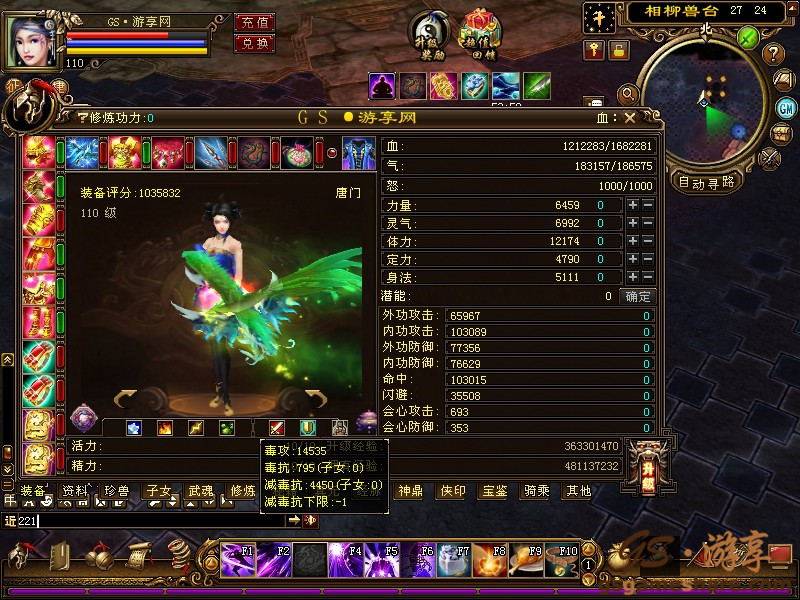 GS·游享网
充值
兑换
110
升级奖励
超值回馈
相柳兽台 27 24
北
GM
自动寻路
修炼功力:0
GS ●游享网
血:
装备评分:1035832
110 级
唐门
血: 1212283/1682281
气: 183157/186575
怒: 1000/1000
力量: 6459 0
灵气: 6992 0
体力: 12174 0
定力: 4790 0
身法: 5111 0
潜能: 0 确定
外功攻击: 65967 0
内功攻击: 103089 0
外功防御: 77356 0
内功防御: 76629 0
命中: 103015 0
闪避: 35508 0
会心攻击: 693 0
会心防御: 353 0
活力:
升级经验: 363301470
精力:
481137232
升级
毒攻:14535
毒抗:795(子女:0)
减毒抗:4450(子女:0)
减毒抗下限:-1
装备 资料 珍兽 子女 武魂 修炼 神鼎 侠印 宝鉴 骑乘 其他
近 221
F1 F2 F4 F5 F6 F7 F8 F9 F10
1
GS·游享